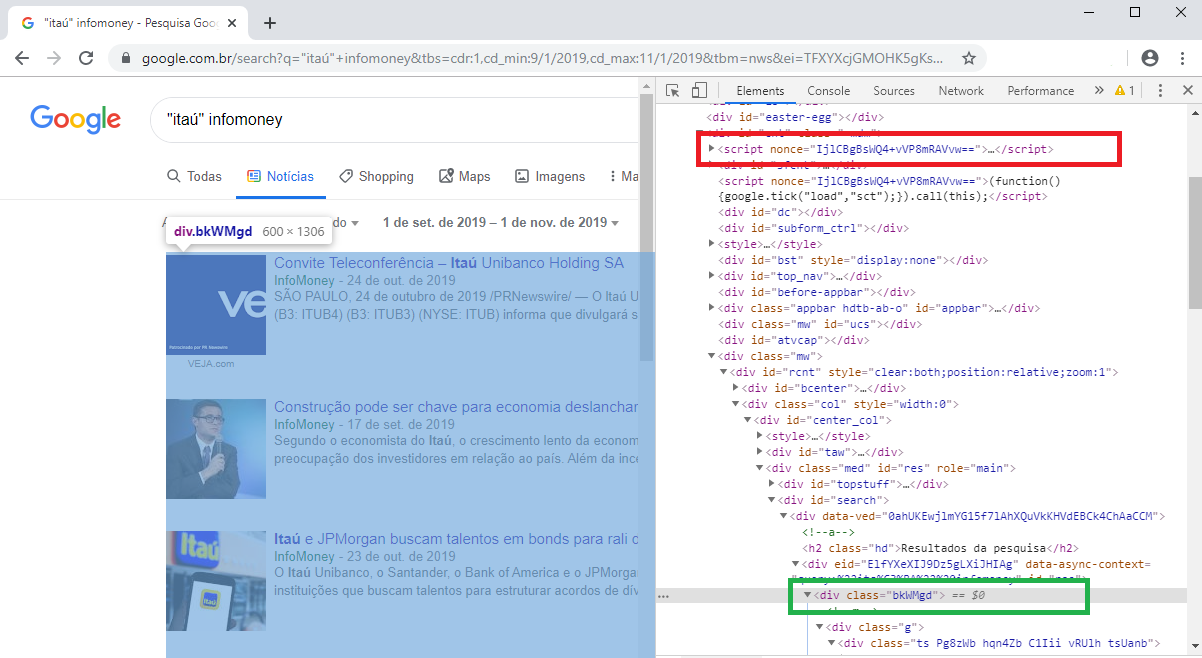 "itaú" infomoney - Pesquisa Goo
google.com.br/search?q="itaú"+infomoney&tbs=cdr:1,cd_min:9/1/2019,cd_max:11/1/2019&tbm=nws&ei=TFXYXcjGMOHK5gKs...
Google
"itaú" infomoney
Todas
Notícias
Shopping
Maps
Imagens
Ma
do
1 de set. de 2019 – 1 de nov. de 2019
div.bkWMgd 600 × 1306
Convite Teleconferência – Itaú Unibanco Holding SA
InfoMoney - 24 de out. de 2019
SÃO PAULO, 24 de outubro de 2019 /PRNewswire/ — O Itaú U
(B3: ITUB4) (B3: ITUB3) (NYSE: ITUB) informa que divulgará s
ve
Patrocinado por PR Newswire
VEJA.com
Construção pode ser chave para economia deslanchar
InfoMoney - 17 de set. de 2019
Segundo o economista do Itaú, o crescimento lento da econom
preocupação dos investidores em relação ao país. Além da ince
Itaú e JPMorgan buscam talentos em bonds para rali d
InfoMoney - 23 de out. de 2019
O Itaú Unibanco, o Santander, o Bank of America e o JPMorga
instituições que buscam talentos para estruturar acordos de dív
Itaú
Itaú
Elements Console Sources Network Performance » 1
<div id="easter-egg"></div>
<script nonce="IjlCBgBsWQ4+vVP8mRAVvw==">…</script>
<script nonce="IjlCBgBsWQ4+vVP8mRAVvw==">(function()
{google.tick("load","sct");}).call(this);</script>
<div id="dc"></div>
<div id="subform_ctrl"></div>
<style>…</style>
<div id="bst" style="display:none"></div>
<div id="top_nav">…</div>
<div id="before-appbar"></div>
<div class="appbar hdtb-ab-o" id="appbar">…</div>
<div class="mw" id="ucs"></div>
<div id="atvcap"></div>
<div class="mw">
<div id="rcnt" style="clear:both;position:relative;zoom:1">
<div id="bcenter">…</div>
<div class="col" style="width:0">
<div id="center_col">
<style>…</style>
<div id="taw">…</div>
<div class="med" id="res" role="main">
<div id="topstuff">…</div>
<div id="search">
<div data-ved="0ahUKEwjlmYG15f7lAhXQuVkKHVdEBCk4ChAaCCM">
<!--a-->
<h2 class="hd">Resultados da pesquisa</h2>
<div eid="ElfYXeXIJ9Dz5gLXiJHIAg" data-async-context=
<div class="bkWMgd"> == $0
<div class="g">
<div class="ts Pg8zWb hqn4Zb C1Iii vRUlh tsUanb">